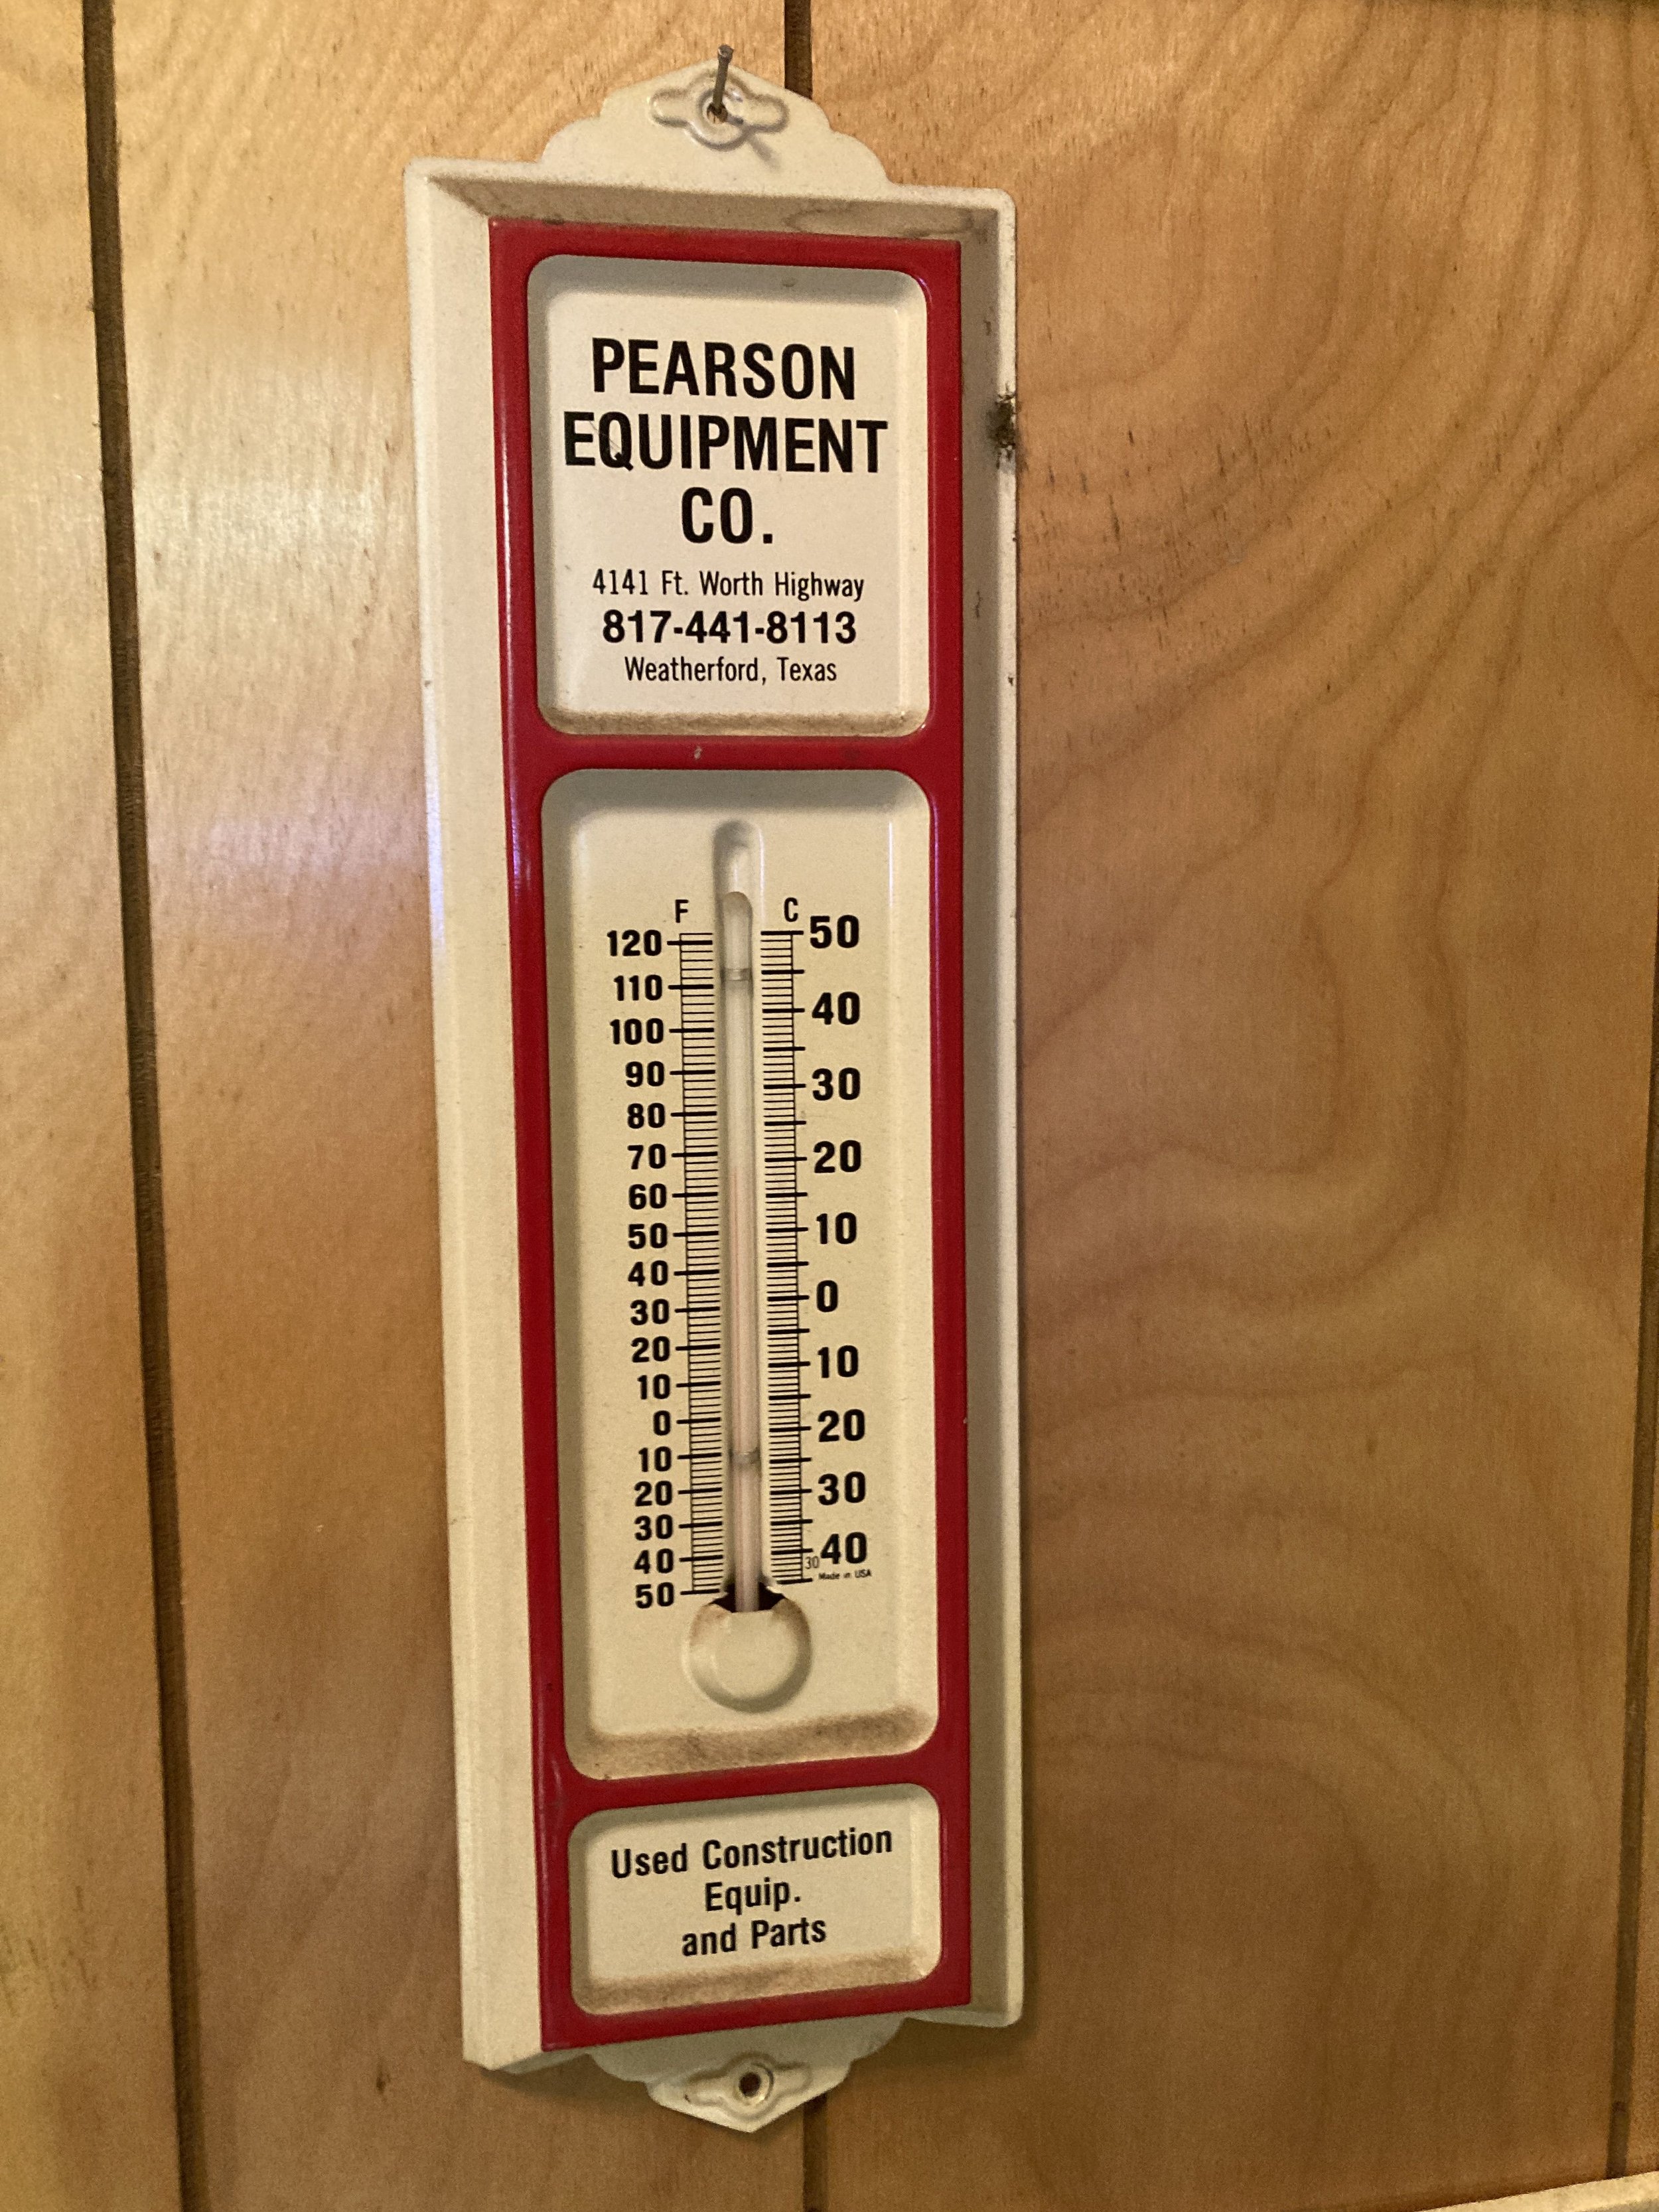 PEARSON
EQUIPMENT
CO.
4141 Ft. Worth Highway
817-441-8113
Weatherford, Texas
F C
120 50
110
100 40
90 30
80
70 20
60
50 10
40
30 0
20
10 10
0 20
10
20 30
30
40 30 40
Made in USA
50
Used Construction
Equip.
and Parts